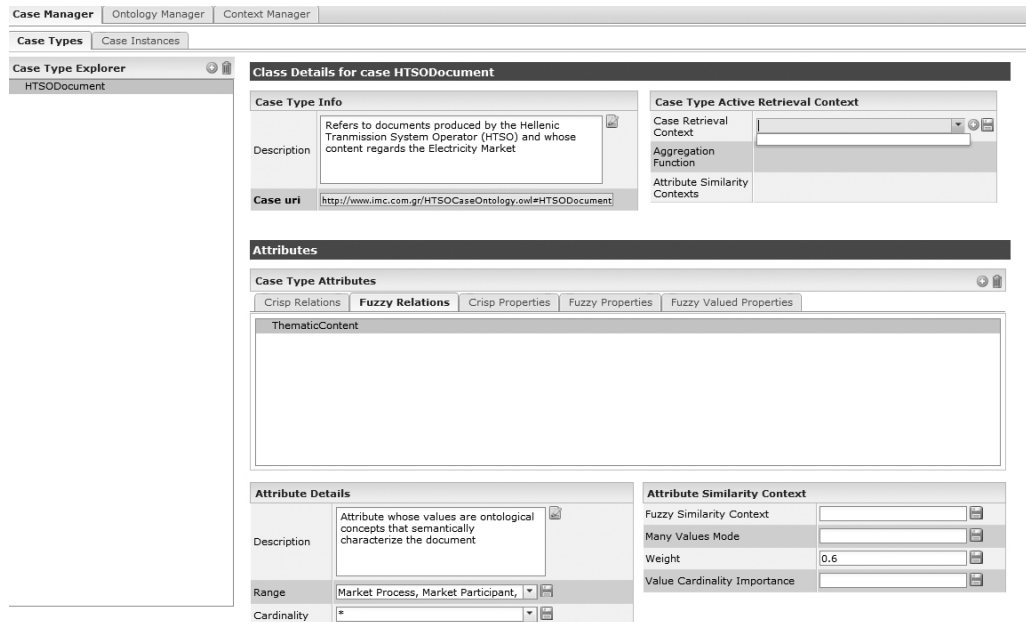 Case Manager Ontology Manager Context Manager
Case Types Case Instances
Case Type Explorer
HTSODocument
Class Details for case HTSODocument
Case Type Info
Description
Refers to documents produced by the Hellenic
Tranmission System Operator (HTSO) and whose
content regards the Electricity Market
Case uri http://www.imc.com.gr/HTSOCaseOntology.owl#HTSODocument
Case Type Active Retrieval Context
Case Retrieval
Context
Aggregation
Function
Attribute Similarity
Contexts
Attributes
Case Type Attributes
Crisp Relations Fuzzy Relations Crisp Properties Fuzzy Properties Fuzzy Valued Properties
ThematicContent
Attribute Details
Description
Attribute whose values are ontological
concepts that semantically
characterize the document
Range Market Process, Market Participant,
Cardinality *
Attribute Similarity Context
Fuzzy Similarity Context
Many Values Mode
Weight 0.6
Value Cardinality Importance